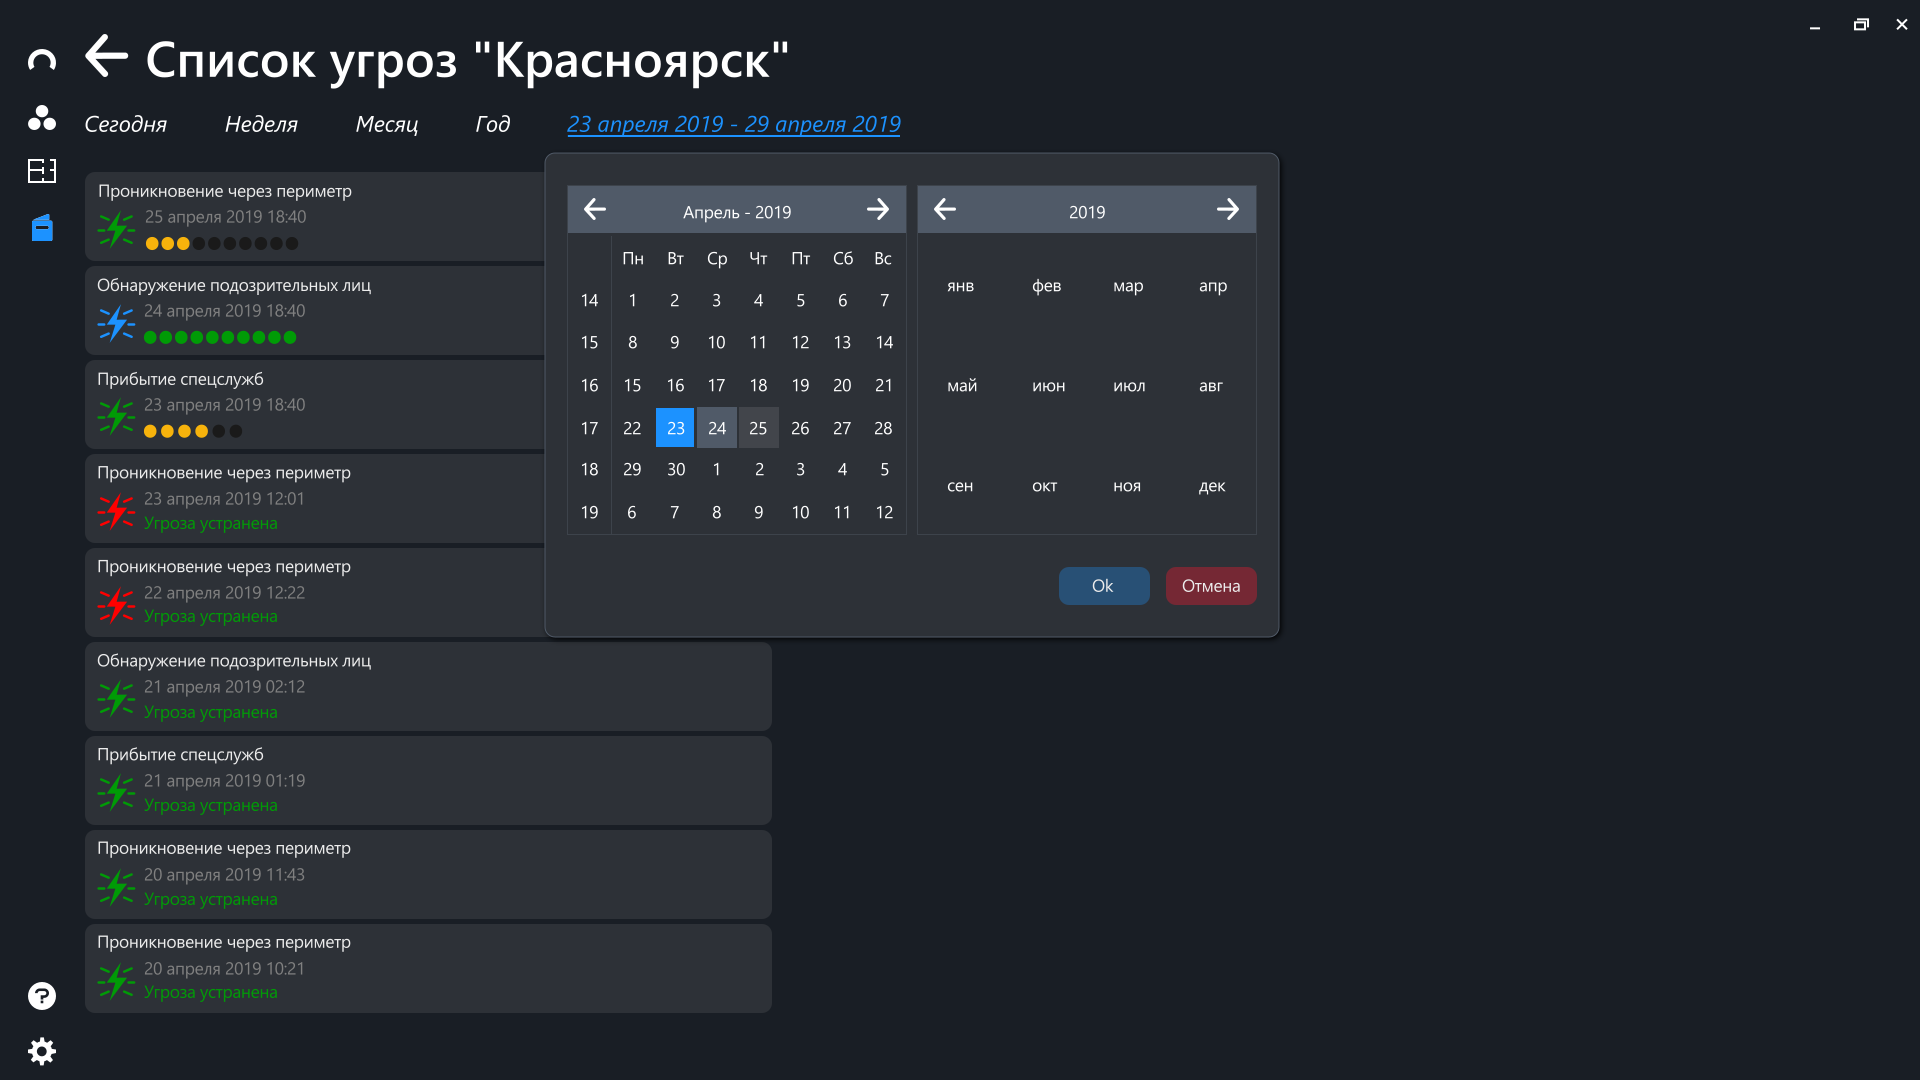 Список угроз "Красноярск"
Сегодня Неделя Месяц Год 23 апреля 2019 - 29 апреля 2019
Проникновение через периметр
25 апреля 2019 18:40
Обнаружение подозрительных лиц
24 апреля 2019 18:40
Прибытие спецслужб
23 апреля 2019 18:40
Проникновение через периметр
23 апреля 2019 12:01
Угроза устранена
Проникновение через периметр
22 апреля 2019 12:22
Угроза устранена
Обнаружение подозрительных лиц
21 апреля 2019 02:12
Угроза устранена
Прибытие спецслужб
21 апреля 2019 01:19
Угроза устранена
Проникновение через периметр
20 апреля 2019 11:43
Угроза устранена
Проникновение через периметр
20 апреля 2019 10:21
Угроза устранена
Апрель - 2019
Пн Вт Ср Чт Пт Сб Вс
14 1 2 3 4 5 6 7
15 8 9 10 11 12 13 14
16 15 16 17 18 19 20 21
17 22 23 24 25 26 27 28
18 29 30 1 2 3 4 5
19 6 7 8 9 10 11 12
2019
янв фев мар апр
май июн июл авг
сен окт ноя дек
Ok Отмена
?